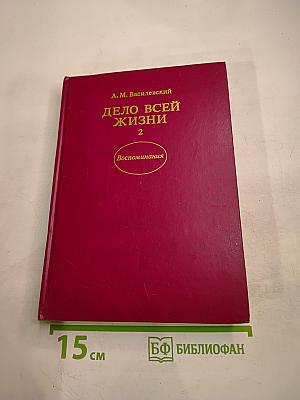 А. М. Василевский
ДЕЛО ВСЕЙ
ЖИЗНИ
2
Воспоминания
15 см
БФ БИБЛИОФАН